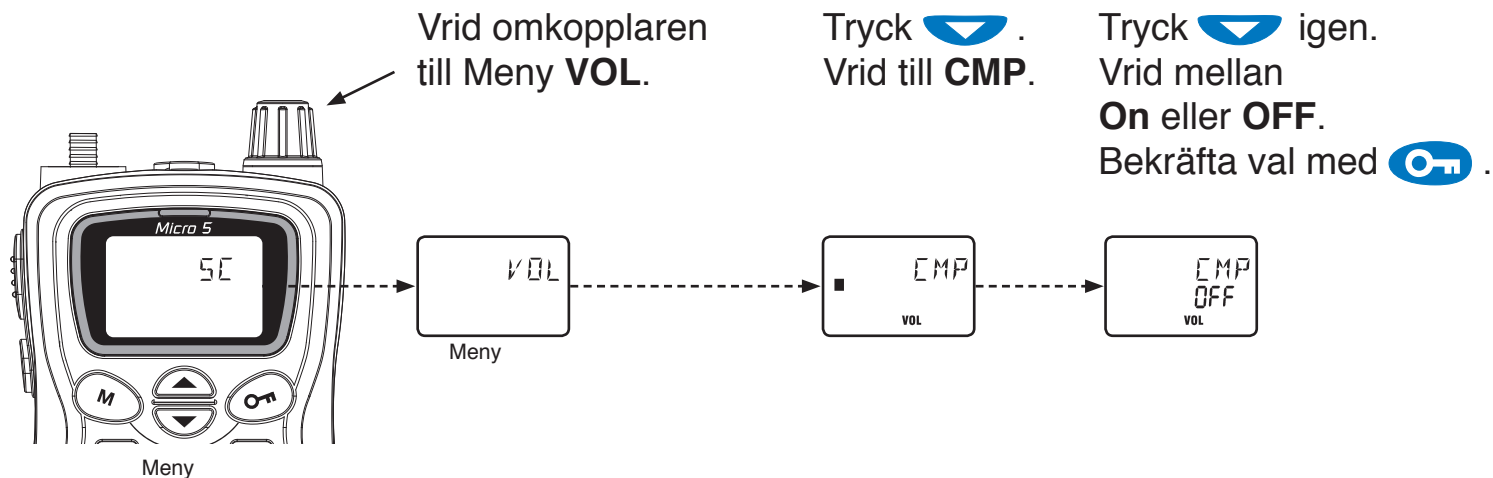 Vrid omkopplaren
till Meny VOL.
Tryck .
Vrid till CMP.
Tryck igen.
Vrid mellan
On eller OFF.
Bekräfta val med .
Micro 5
SC
M
Meny
VOL
Meny
CMP
VOL
CMP
OFF
VOL